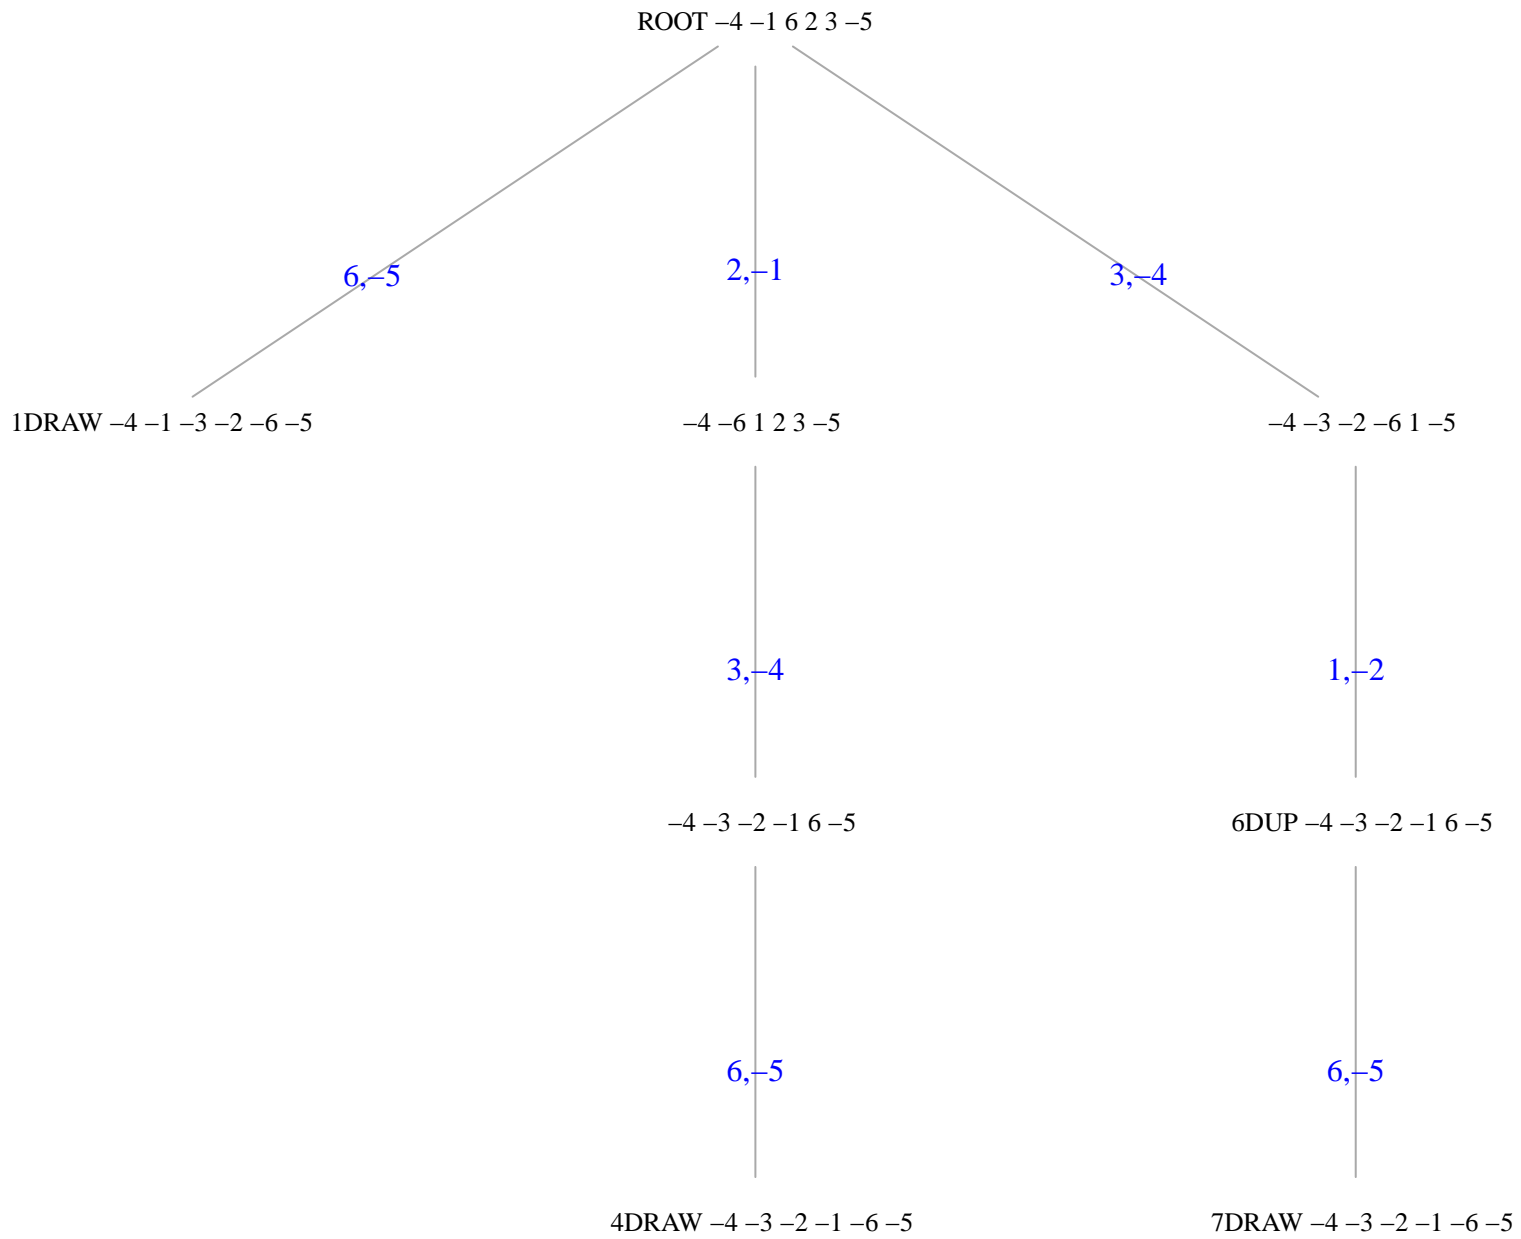 ROOT –4 –1 6 2 3 –5
6,–5
2,–1
3,–4
1DRAW –4 –1 –3 –2 –6 –5
–4 –6 1 2 3 –5
–4 –3 –2 –6 1 –5
3,–4
1,–2
–4 –3 –2 –1 6 –5
6DUP –4 –3 –2 –1 6 –5
6,–5
6,–5
4DRAW –4 –3 –2 –1 –6 –5
7DRAW –4 –3 –2 –1 –6 –5